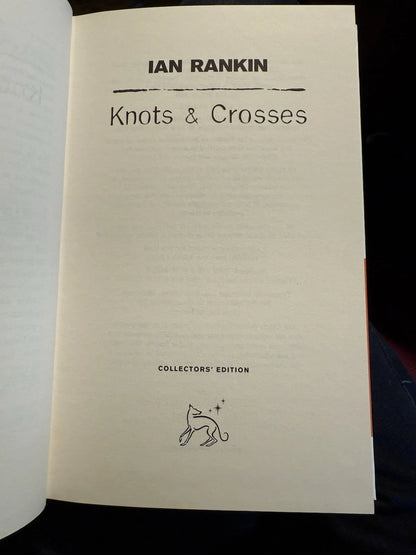 IAN RANKIN
Knots & Crosses
COLLECTORS' EDITION